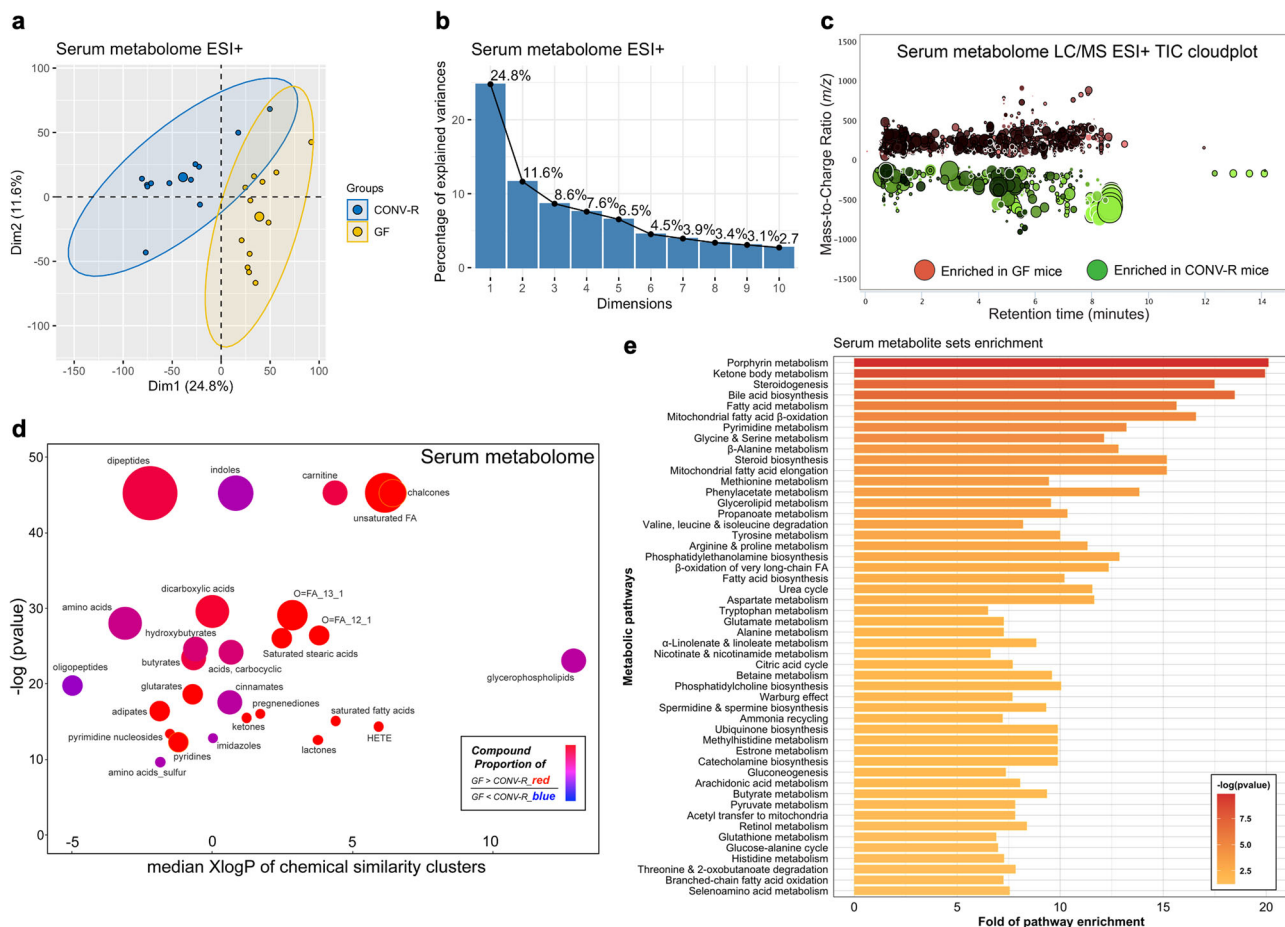 a
Serum metabolome ESI+
100
50
0
-50
-100
Dim2 (11.6%)
-150
-100
-50
0
50
100
Dim1 (24.8%)
Groups
CONV-R
GF
b
Serum metabolome ESI+
Percentage of explained variances
20
10
0
24.8%
11.6%
8.6%
7.6%
6.5%
4.5%
3.9%
3.4%
3.1%
2.7
1 2 3 4 5 6 7 8 9 10
Dimensions
c
Serum metabolome LC/MS ESI+ TIC cloudplot
Mass-to-Charge Ratio (m/z)
1500
1000
500
0
-500
-1000
-1500
Enriched in GF mice
Enriched in CONV-R mice
0 2 4 6 8 10 12 14
Retention time (minutes)
d
Serum metabolome
-log (pvalue)
50
40
30
20
10
0
dipeptides
indoles
carnitine
chalcones
unsaturated FA
dicarboxylic acids
O=FA_13_1
amino acids
O=FA_12_1
hydroxybutyrates
Saturated stearic acids
butyrates
acids, carbocyclic
oligopeptides
glycerophospholipids
glutarates
cinnamates
pregnenediones
adipates
saturated fatty acids
ketones
pyrimidine nucleosides
HETE
pyridines
imidazoles
lactones
amino acids_sulfur
Compound
Proportion of
GF > CONV-R_red
GF < CONV-R_blue
-5
0
5
10
median XlogP of chemical similarity clusters
e
Serum metabolite sets enrichment
Metabolic pathways
Porphyrin metabolism
Ketone body metabolism
Steroidogenesis
Bile acid biosynthesis
Fatty acid metabolism
Mitochondrial fatty acid β-oxidation
Pyrimidine metabolism
Glycine & Serine metabolism
β-Alanine metabolism
Steroid biosynthesis
Mitochondrial fatty acid elongation
Methionine metabolism
Phenylacetate metabolism
Glycerolipid metabolism
Propanoate metabolism
Valine, leucine & isoleucine degradation
Tyrosine metabolism
Arginine & proline metabolism
Phosphatidylethanolamine biosynthesis
β-oxidation of very long-chain FA
Fatty acid biosynthesis
Urea cycle
Aspartate metabolism
Tryptophan metabolism
Glutamate metabolism
Alanine metabolism
α-Linolenate & linoleate metabolism
Nicotinate & nicotinamide metabolism
Citric acid cycle
Betaine metabolism
Phosphatidylcholine biosynthesis
Warburg effect
Spermidine & spermine biosynthesis
Ammonia recycling
Ubiquinone biosynthesis
Methylhistidine metabolism
Estrone metabolism
Catecholamine biosynthesis
Gluconeogenesis
Arachidonic acid metabolism
Butyrate metabolism
Pyruvate metabolism
Acetyl transfer to mitochondria
Retinol metabolism
Glutathione metabolism
Glucose-alanine cycle
Histidine metabolism
Threonine & 2-oxobutanoate degradation
Branched-chain fatty acid oxidation
Selenoamino acid metabolism
-log(pvalue)
7.5
5.0
2.5
0
5
10
15
20
Fold of pathway enrichment